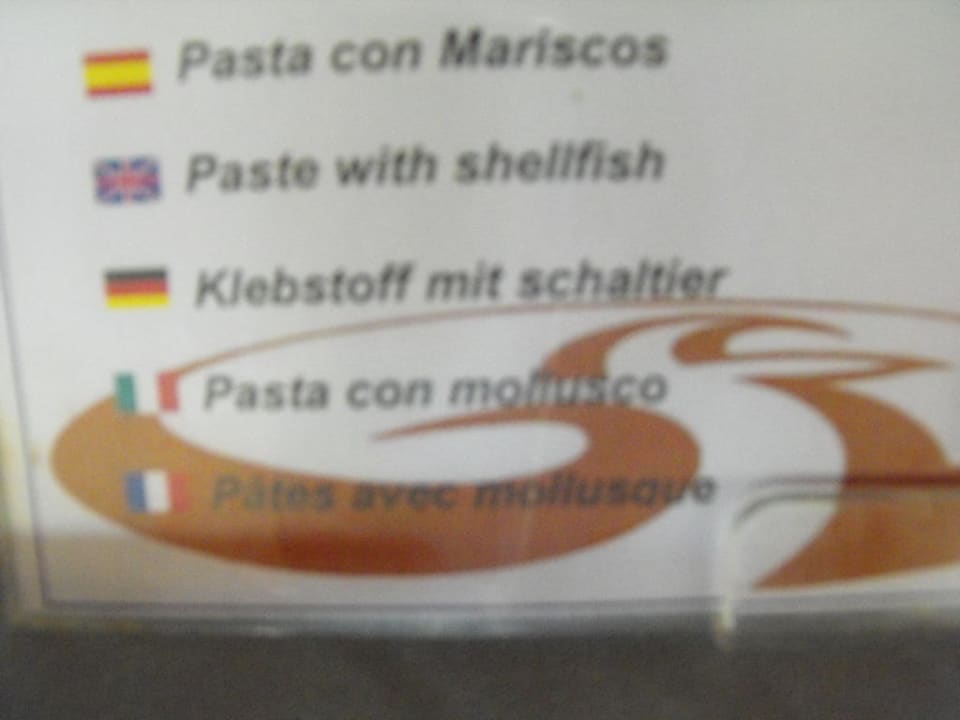 Pasta con Mariscos
Paste with shellfish
Klebstoff mit schaltier
Pasta con mollusco
Pâtes avec mollusque